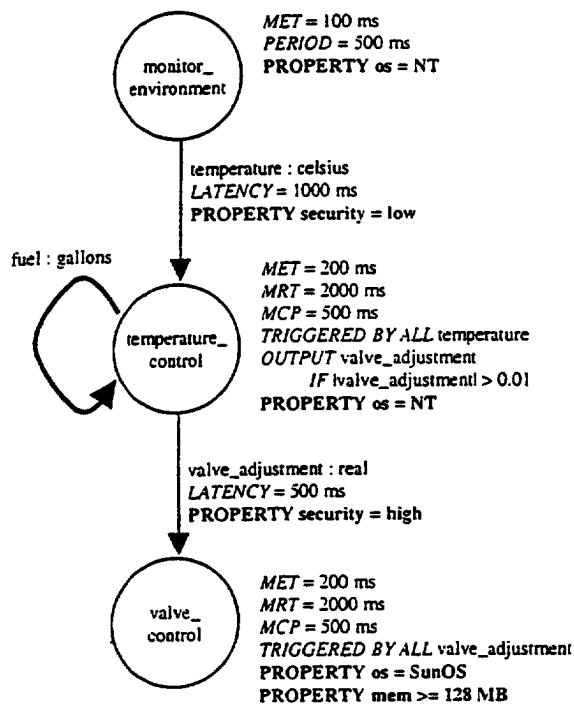 MET = 100 ms
PERIOD = 500 ms
PROPERTY os = NT
monitor_
environment
temperature : celsius
LATENCY = 1000 ms
PROPERTY security = low
fuel : gallons
MET = 200 ms
MRT = 2000 ms
MCP = 500 ms
TRIGGERED BY ALL temperature
OUTPUT valve_adjustment
IF |valve_adjustment| > 0.01
PROPERTY os = NT
temperature_
control
valve_adjustment : real
LATENCY = 500 ms
PROPERTY security = high
MET = 200 ms
MRT = 2000 ms
MCP = 500 ms
TRIGGERED BY ALL valve_adjustment
PROPERTY os = SunOS
PROPERTY mem >= 128 MB
valve_
control